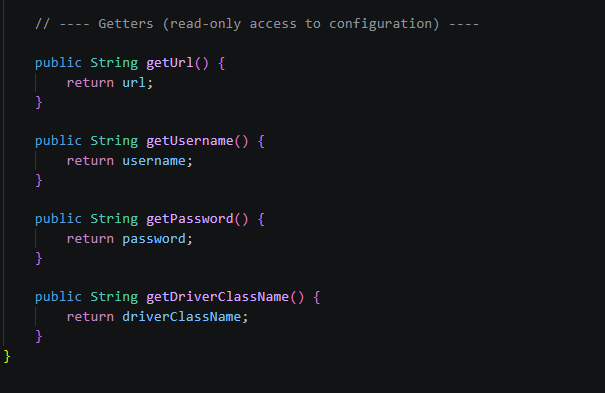 // ---- Getters (read-only access to configuration) ----
public String getUrl() {
return url;
}
public String getUsername() {
return username;
}
public String getPassword() {
return password;
}
public String getDriverClassName() {
return driverClassName;
}
}